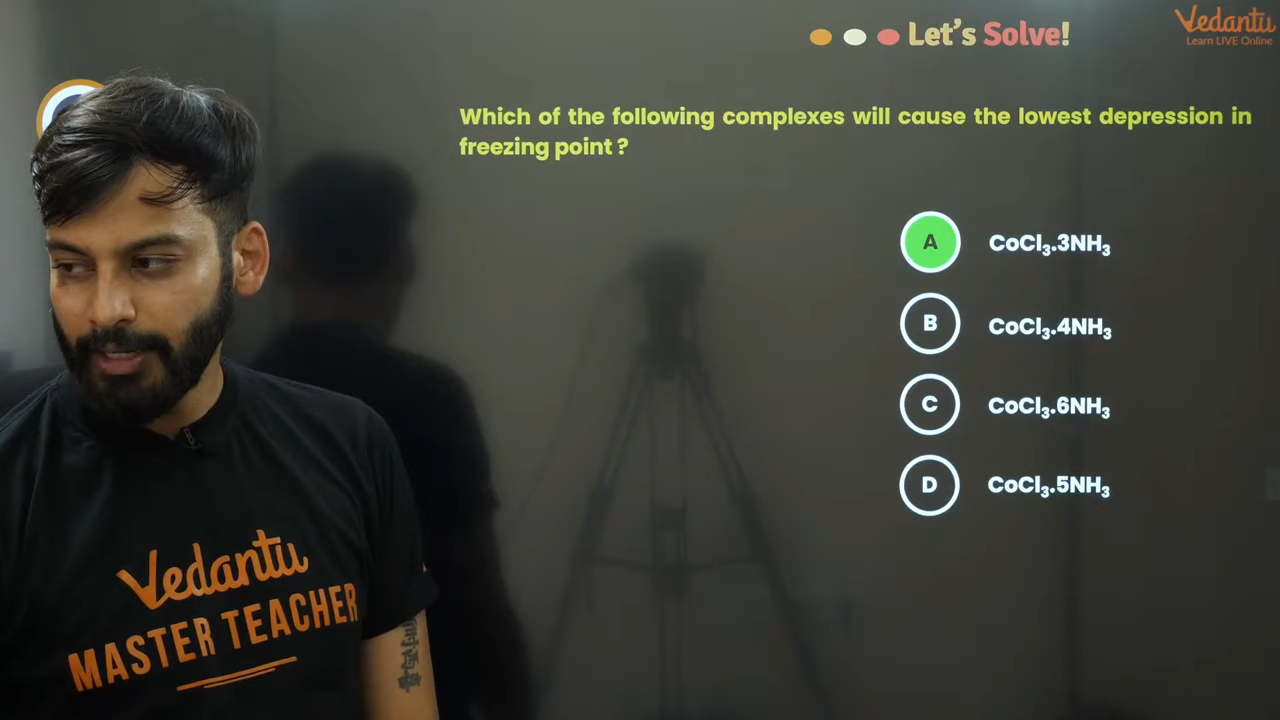 Let's Solve!
Vedantu
Learn LIVE Online
Which of the following complexes will cause the lowest depression in
freezing point ?
A CoCl₃.3NH₃
B CoCl₃.4NH₃
C CoCl₃.6NH₃
D CoCl₃.5NH₃
Vedantu
MASTER TEACHER